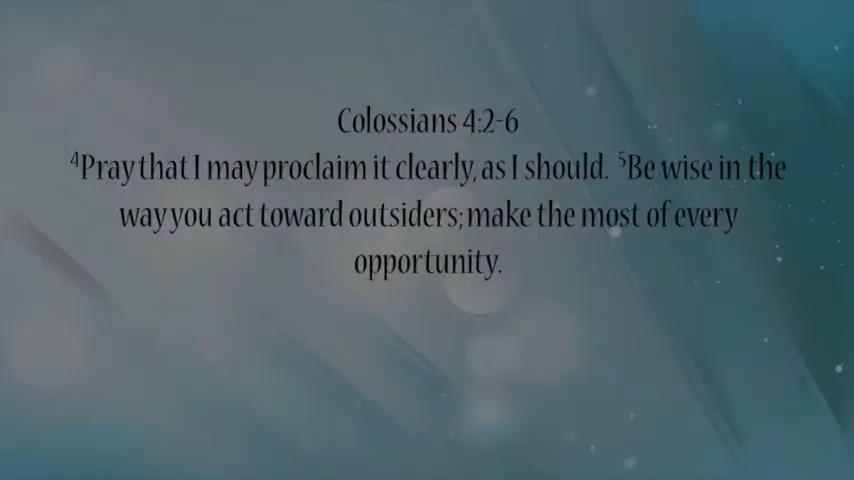 Colossians 4:2-6
⁴Pray that I may proclaim it clearly, as I should. ⁵Be wise in the
way you act toward outsiders; make the most of every
opportunity.